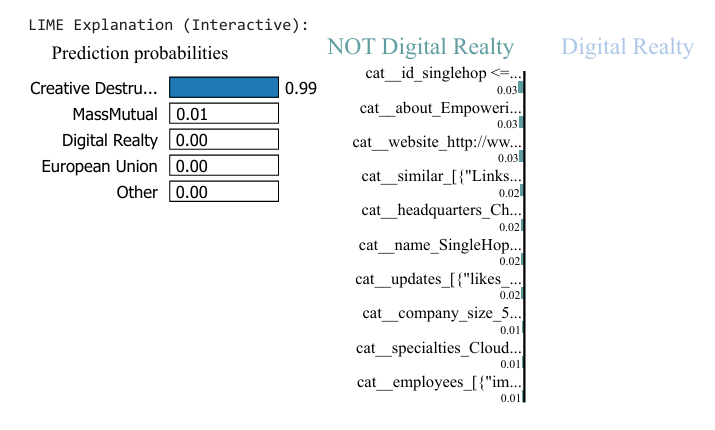 LIME Explanation (Interactive):
Prediction probabilities
Creative Destru... 0.99
MassMutual 0.01
Digital Realty 0.00
European Union 0.00
Other 0.00
NOT Digital Realty
Digital Realty
cat__id_singlehop <=...
0.03
cat__about_Empoweri...
0.03
cat__website_http://ww...
0.03
cat__similar_[{"Links...
0.02
cat__headquarters_Ch...
0.02
cat__name_SingleHop...
0.02
cat__updates_[{"likes_...
0.02
cat__company_size_5...
0.01
cat__specialties_Cloud...
0.01
cat__employees_[{"im...
0.01